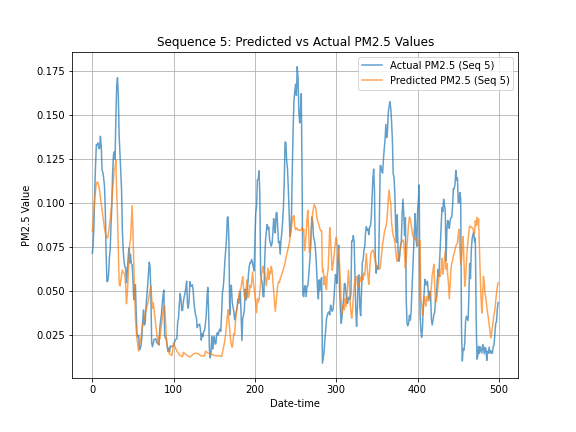 Sequence 5: Predicted vs Actual PM2.5 Values
Actual PM2.5 (Seq 5)
Predicted PM2.5 (Seq 5)
PM2.5 Value
0.175
0.150
0.125
0.100
0.075
0.050
0.025
0 100 200 300 400 500
Date-time